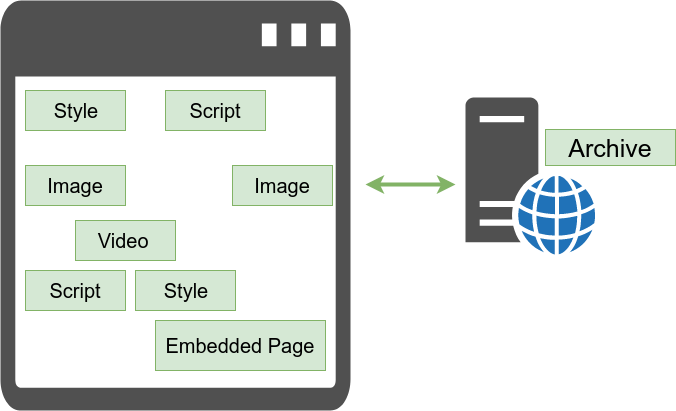 Style
Script
Archive
Image
Image
Video
Script
Style
Embedded Page